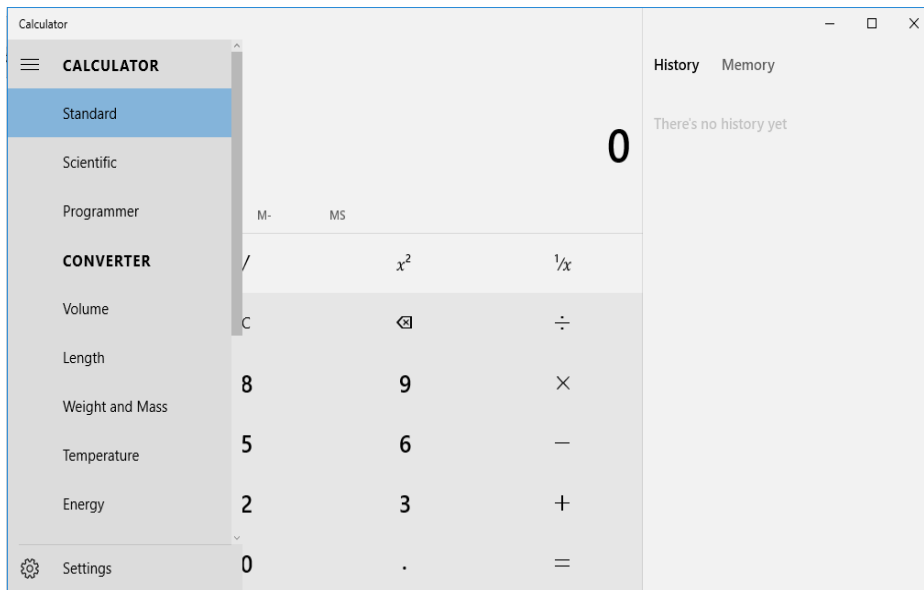 Calculator
CALCULATOR
Standard
Scientific
Programmer
CONVERTER
Volume
Length
Weight and Mass
Temperature
Energy
Settings
0
M- MS
/ x² ¹/x
C ÷
8 9 ×
5 6 −
2 3 +
0 . =
History Memory
There's no history yet